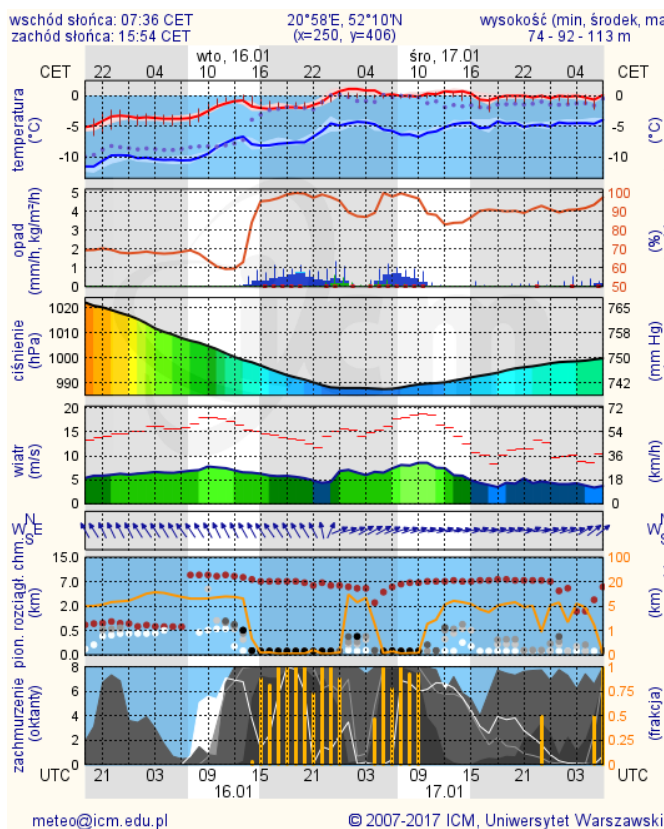 wschód słońca: 07:36 CET
20°58'E, 52°10'N
wysokość (min, środek, ma
zachód słońca: 15:54 CET
(x=250, y=406)
74 - 92 - 113 m
wto, 16.01
śro, 17.01
CET
22
04
10
16
22
04
10
16
22
04
CET
temperatura
(°C)
0
-5
-10
0
-5
-10
(°C)
opad
(mm/h, kg/m²/h)
5
4
3
2
1
0
100
90
80
70
60
50
(%)
ciśnienie
(hPa)
1020
1010
1000
990
765
758
750
742
(mm Hg)
wiatr
(m/s)
20
15
10
5
0
72
54
36
18
0
(km/h)
N
W
E
S
N
W
S
pion. rozciągł. chm.
(km)
15.0
7.0
2.0
0.5
0.0
100
20
5
1
0
(km)
zachmurzenie
(oktanty)
8
6
4
2
0
1
0.75
0.5
0.25
0
(frakcja)
UTC
21
03
09
15
21
03
09
15
21
03
UTC
16.01
17.01
meteo@icm.edu.pl
© 2007-2017 ICM, Uniwersytet Warszawski